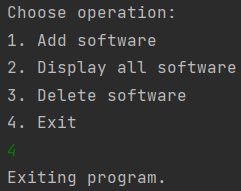 Choose operation:
1. Add software
2. Display all software
3. Delete software
4. Exit
4
Exiting program.